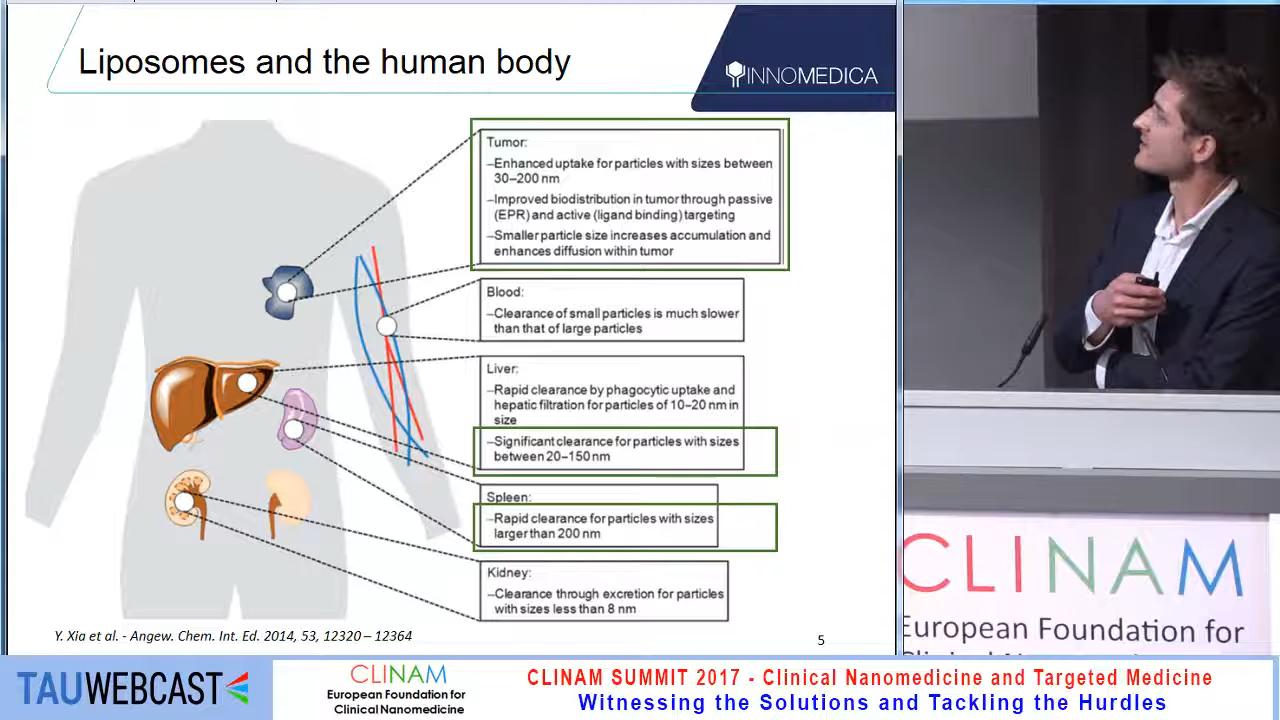 Liposomes and the human body
INNOMEDICA
Tumor:
–Enhanced uptake for particles with sizes between
30–200 nm
–Improved biodistribution in tumor through passive
(EPR) and active (ligand binding) targeting
–Smaller particle size increases accumulation and
enhances diffusion within tumor
Blood:
–Clearance of small particles is much slower
than that of large particles
Liver:
–Rapid clearance by phagocytic uptake and
hepatic filtration for particles of 10–20 nm in
size
–Significant clearance for particles with sizes
between 20–150 nm
Spleen:
–Rapid clearance for particles with sizes
larger than 200 nm
Kidney:
–Clearance through excretion for particles
with sizes less than 8 nm
Y. Xia et al. - Angew. Chem. Int. Ed. 2014, 53, 12320 – 12364
5
CLINAM
European Foundation for
TAUWEBCAST
CLINAM
European Foundation for
Clinical Nanomedicine
CLINAM SUMMIT 2017 - Clinical Nanomedicine and Targeted Medicine
Witnessing the Solutions and Tackling the Hurdles